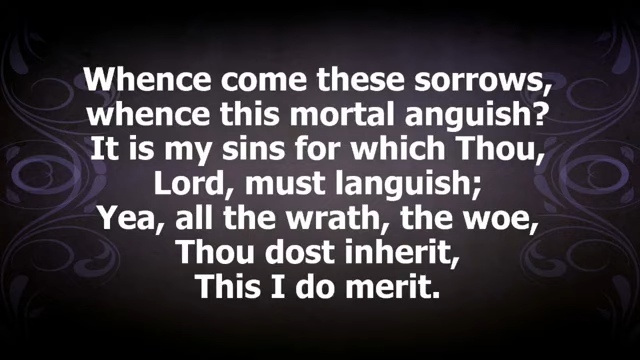 Whence come these sorrows,
whence this mortal anguish?
It is my sins for which Thou,
Lord, must languish;
Yea, all the wrath, the woe,
Thou dost inherit,
This I do merit.